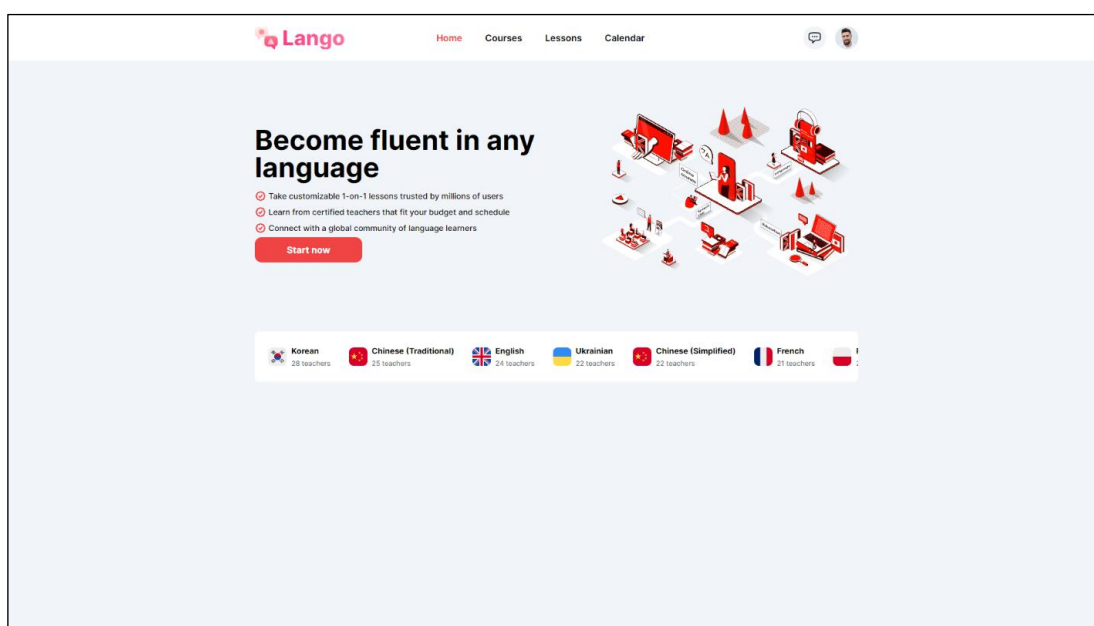 Lango
Home Courses Lessons Calendar
Become fluent in any
language
Take customizable 1-on-1 lessons trusted by millions of users
Learn from certified teachers that fit your budget and schedule
Connect with a global community of language learners
Start now
Korean
28 teachers
Chinese (Traditional)
25 teachers
English
24 teachers
Ukrainian
22 teachers
Chinese (Simplified)
22 teachers
French
21 teachers